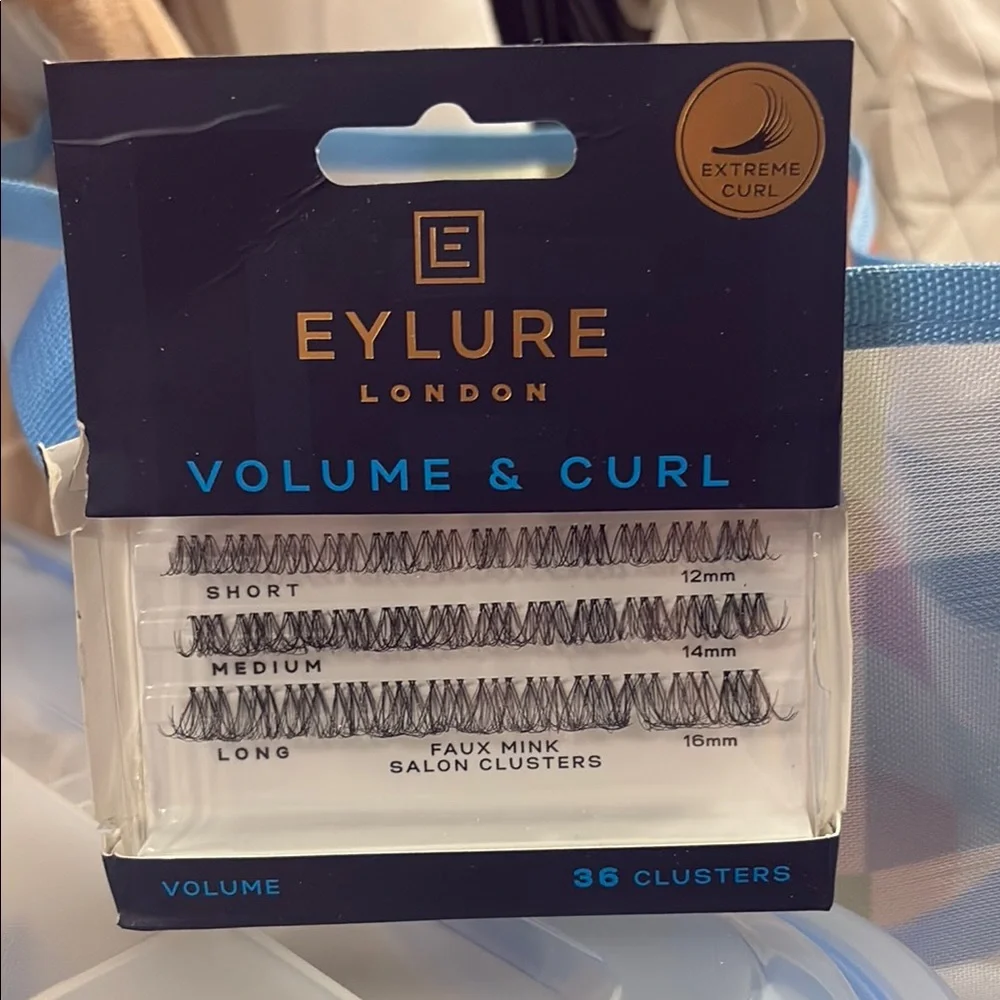 EXTREME
CURL
E
EYLURE
LONDON
VOLUME & CURL
SHORT 12mm
MEDIUM 14mm
LONG 16mm
FAUX MINK
SALON CLUSTERS
VOLUME 36 CLUSTERS